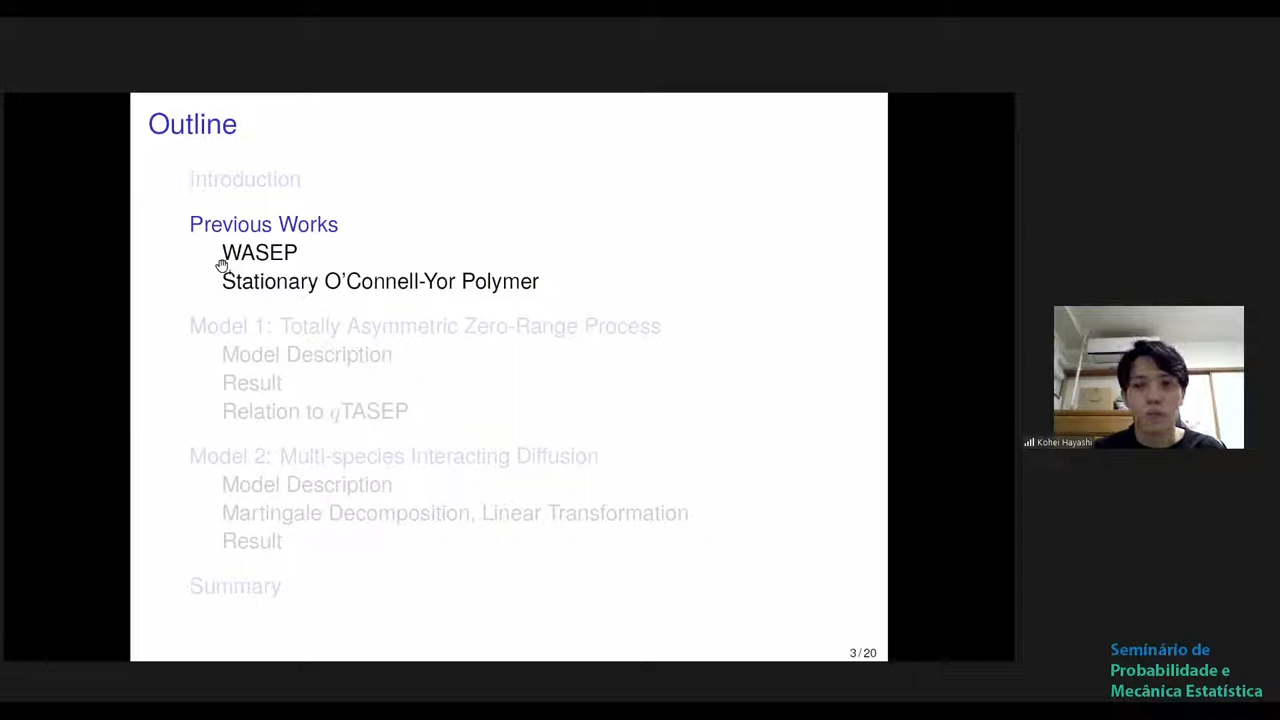 Outline
Introduction
Previous Works
WASEP
Stationary O'Connell-Yor Polymer
Model 1: Totally Asymmetric Zero-Range Process
Model Description
Result
Relation to qTASEP
Model 2: Multi-species Interacting Diffusion
Model Description
Martingale Decomposition, Linear Transformation
Result
Summary
3 / 20
Kohei Hayashi
Seminário de
Probabilidade e
Mecânica Estatística